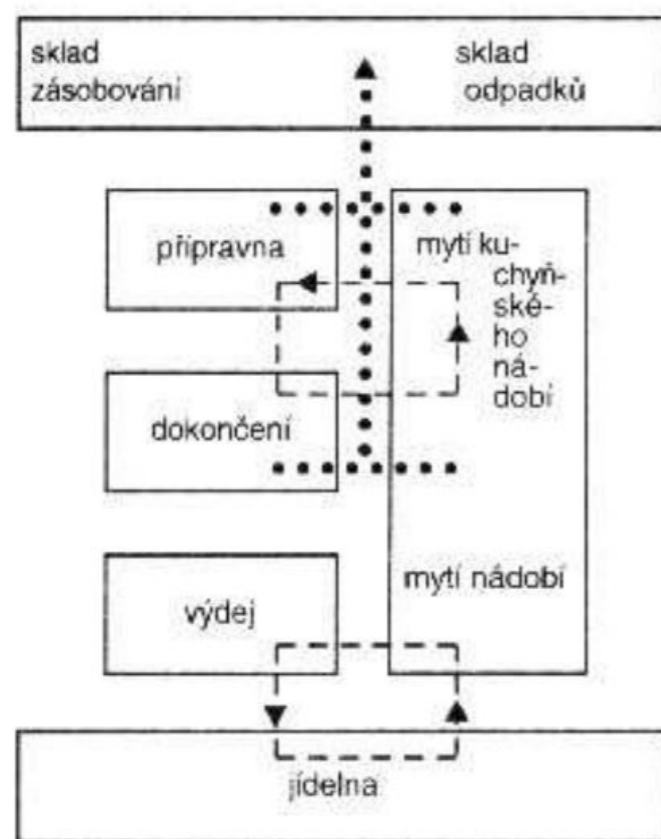 sklad
zásobování
sklad
odpadků
přípravna
mytí ku-
chyň-
ské-
ho
ná-
dobí
dokončení
mytí nádobí
výdej
jídelna